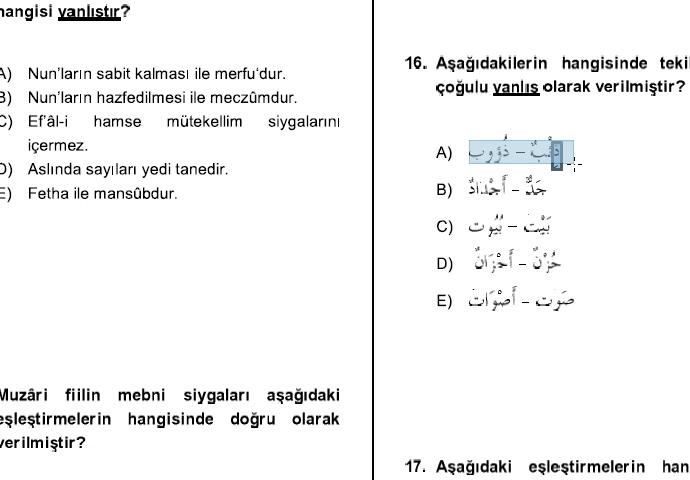 hangisi yanlıştır?
A) Nun’ların sabit kalması ile merfu‘dur.
B) Nun’ların hazfedilmesi ile meczûmdur.
C) Ef’âl-i hamse mütekellim siygalarını
içermez.
D) Aslında sayıları yedi tanedir.
E) Fetha ile mansûbdur.
Muzâri fiilin mebni siygaları aşağıdaki
eşleştirmelerin hangisinde doğru olarak
verilmiştir?
16. Aşağıdakilerin hangisinde tekil
çoğulu yanlış olarak verilmiştir?
A) ذِئْبٌ – ذُؤُوب
B) جَدٌّ – أَجْدَادٌ
C) بَيْت – بُيُوت
D) حُزْنٌ – أَحْزَانٌ
E) صَوْت – أَصْوَات
17. Aşağıdaki eşleştirmelerin han